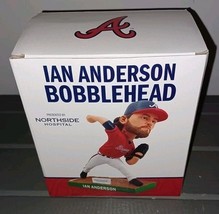 A
IAN ANDERSON
BOBBLEHEAD
PRESENTED BY
NORTHSIDE
HOSPITAL
IAN ANDERSON